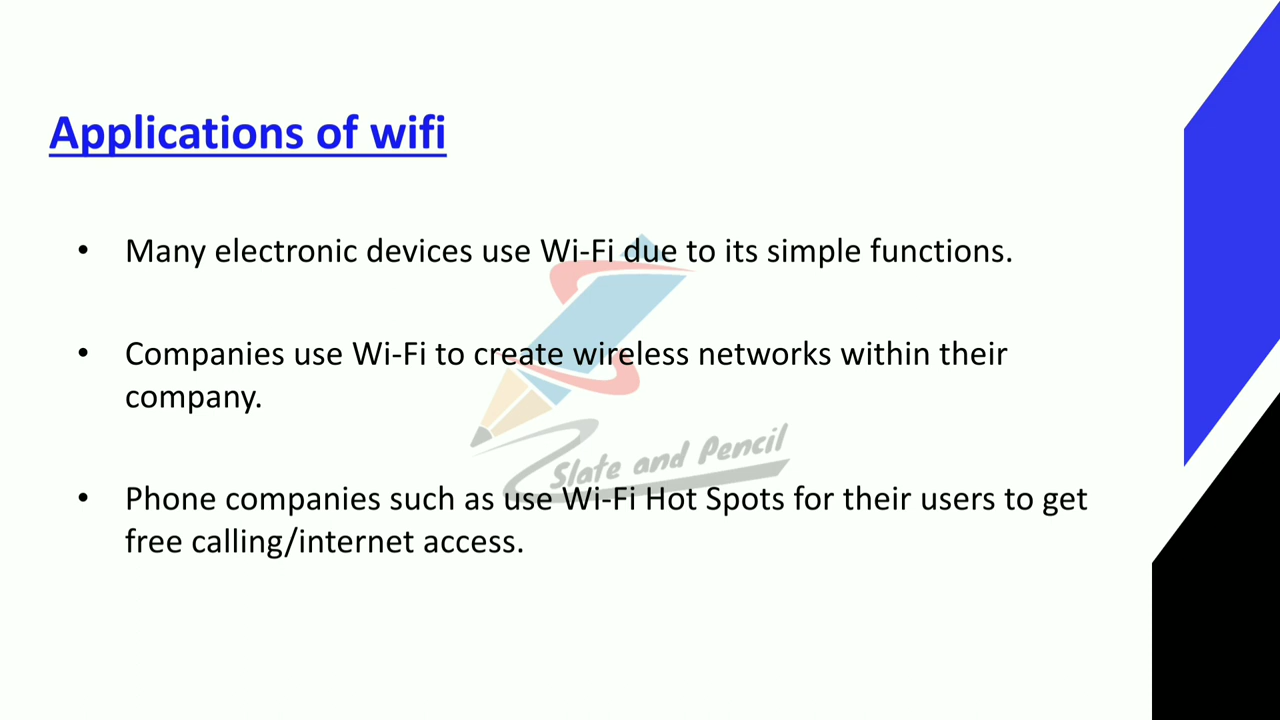 Applications of wifi
• Many electronic devices use Wi-Fi due to its simple functions.
• Companies use Wi-Fi to create wireless networks within their
company.
Slate and Pencil
• Phone companies such as use Wi-Fi Hot Spots for their users to get
free calling/internet access.